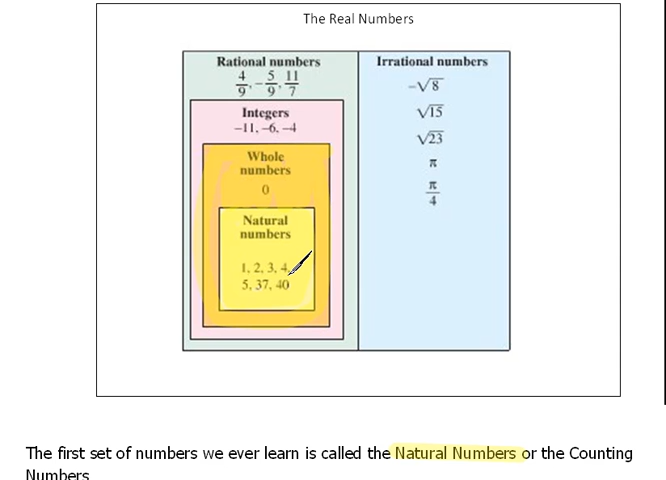 The Real Numbers
Rational numbers
4/9, -5/9, 11/7
Integers
−11, −6, −4
Whole
numbers
0
Natural
numbers
1, 2, 3, 4,
5, 37, 40
Irrational numbers
−√8
√15
√23
π
π/4
The first set of numbers we ever learn is called the Natural Numbers or the Counting
Numbers